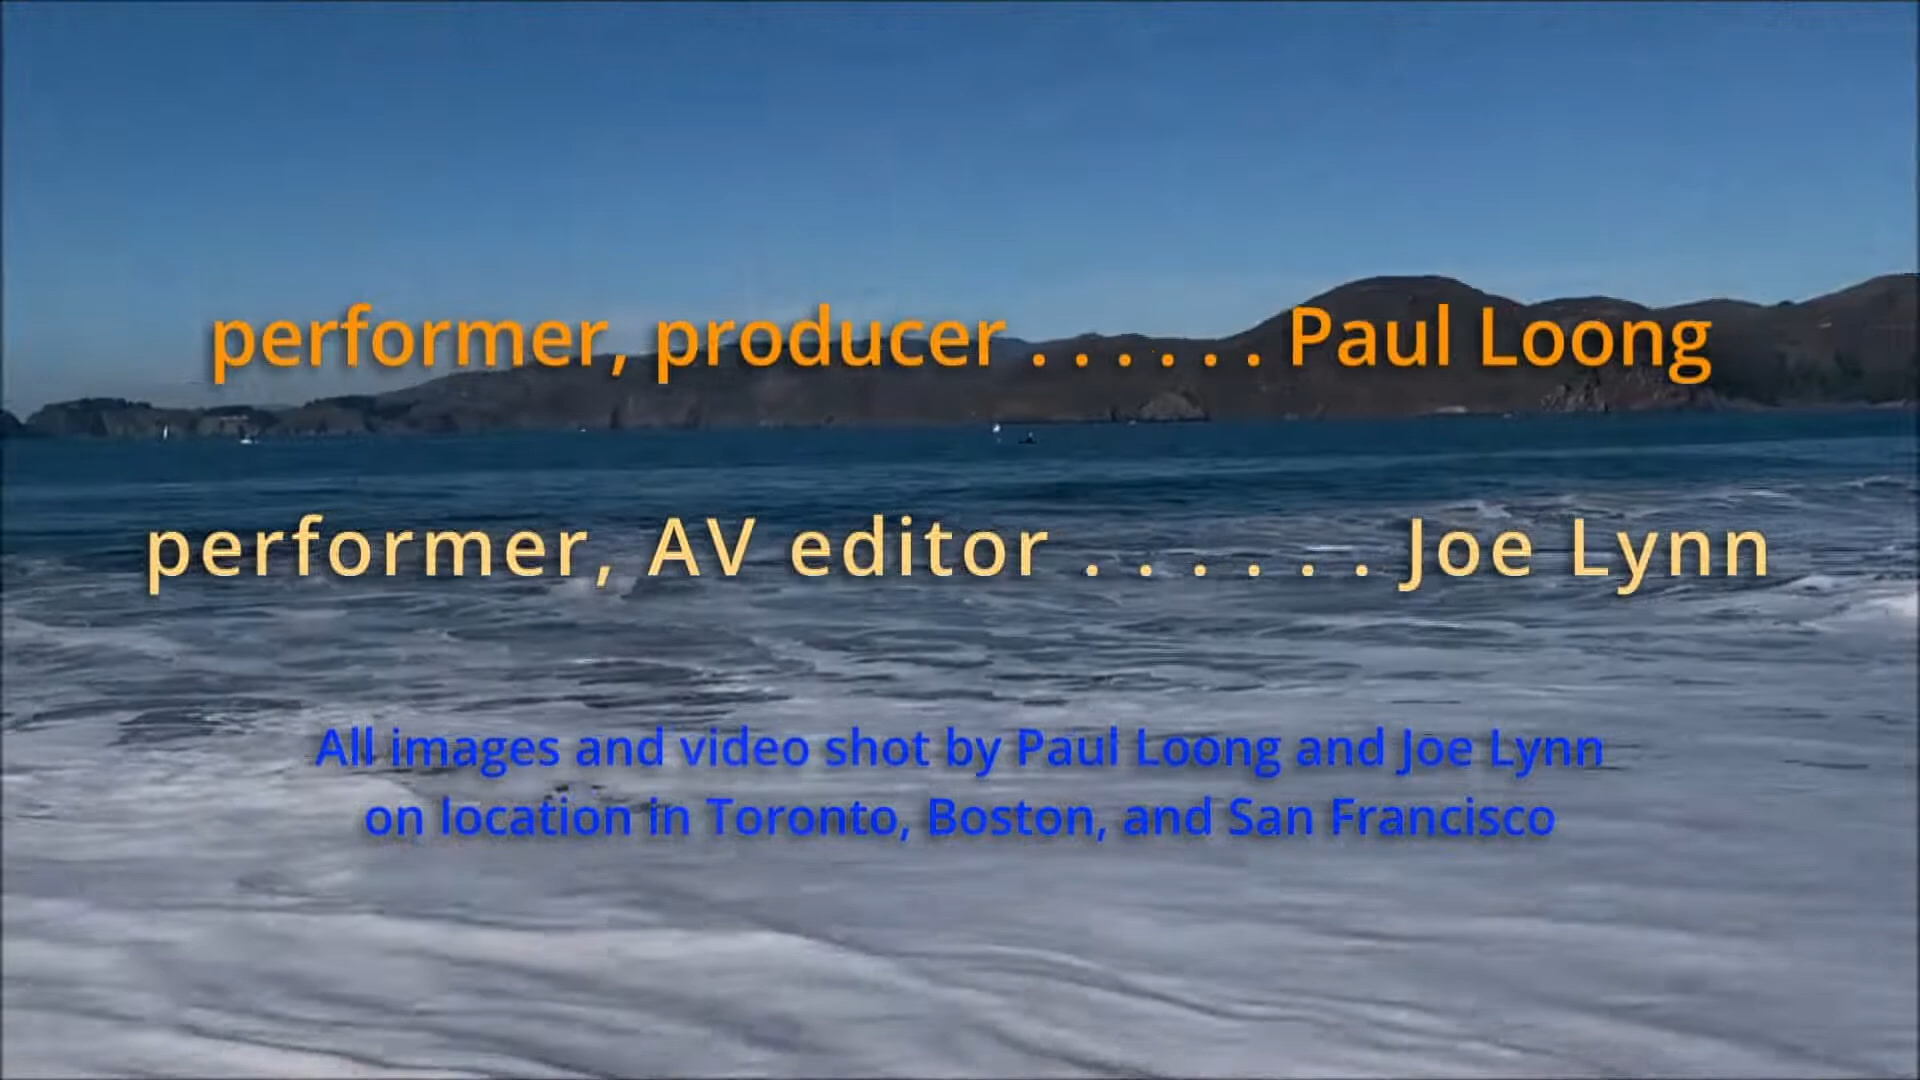 performer, producer . . . . . . Paul Loong
performer, AV editor . . . . . . Joe Lynn
All images and video shot by Paul Loong and Joe Lynn
on location in Toronto, Boston, and San Francisco